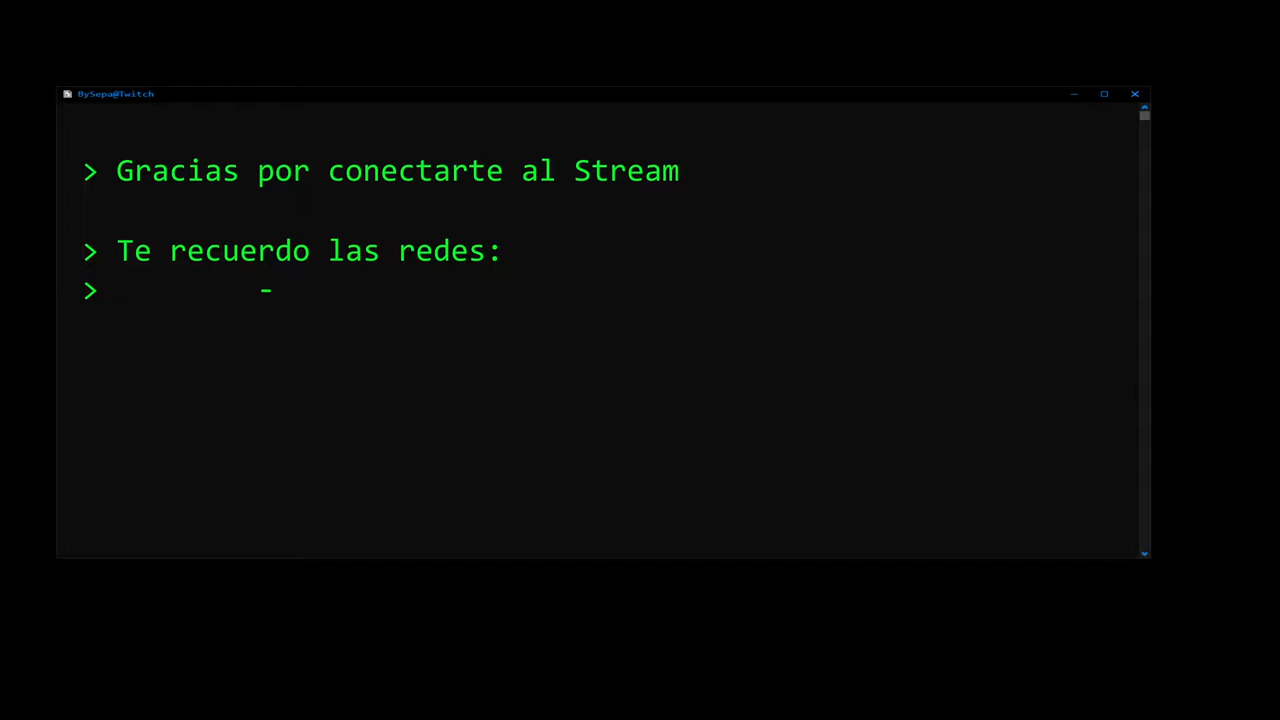 BySepa@Twitch
> Gracias por conectarte al Stream
> Te recuerdo las redes:
> -